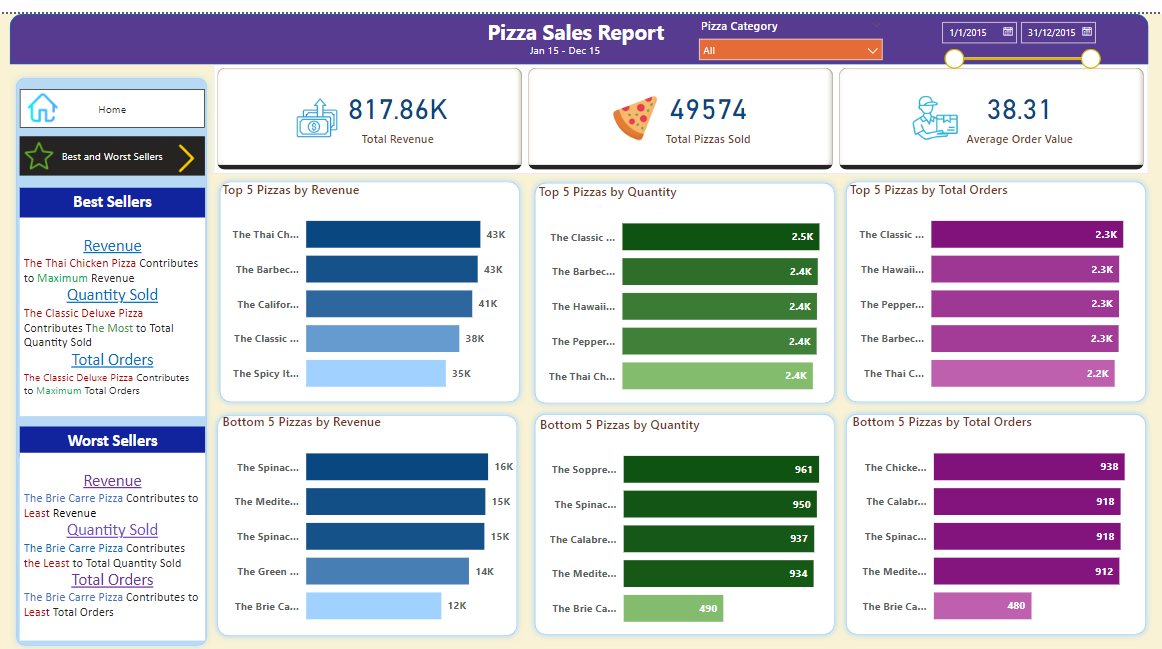 Pizza Sales Report
Jan 15 - Dec 15
Pizza Category
All
1/1/2015
31/12/2015
Home
Best and Worst Sellers
817.86K
Total Revenue
49574
Total Pizzas Sold
38.31
Average Order Value
Best Sellers
Revenue
The Thai Chicken Pizza Contributes
to Maximum Revenue
Quantity Sold
The Classic Deluxe Pizza
Contributes The Most to Total
Quantity Sold
Total Orders
The Classic Deluxe Pizza Contributes
to Maximum Total Orders
Worst Sellers
Revenue
The Brie Carre Pizza Contributes to
Least Revenue
Quantity Sold
The Brie Carre Pizza Contributes
the Least to Total Quantity Sold
Total Orders
The Brie Carre Pizza Contributes to
Least Total Orders
Top 5 Pizzas by Revenue
The Thai Ch... 43K
The Barbec... 43K
The Califor... 41K
The Classic ... 38K
The Spicy It... 35K
Top 5 Pizzas by Quantity
The Classic ... 2.5K
The Barbec... 2.4K
The Hawaii... 2.4K
The Pepper... 2.4K
The Thai Ch... 2.4K
Top 5 Pizzas by Total Orders
The Classic ... 2.3K
The Hawaii... 2.3K
The Pepper... 2.3K
The Barbec... 2.3K
The Thai C... 2.2K
Bottom 5 Pizzas by Revenue
The Spinac... 16K
The Medite... 15K
The Spinac... 15K
The Green ... 14K
The Brie Ca... 12K
Bottom 5 Pizzas by Quantity
The Soppre... 961
The Spinac... 950
The Calabre... 937
The Medite... 934
The Brie Ca... 490
Bottom 5 Pizzas by Total Orders
The Chicke... 938
The Calabr... 918
The Spinac... 918
The Medite... 912
The Brie Ca... 480